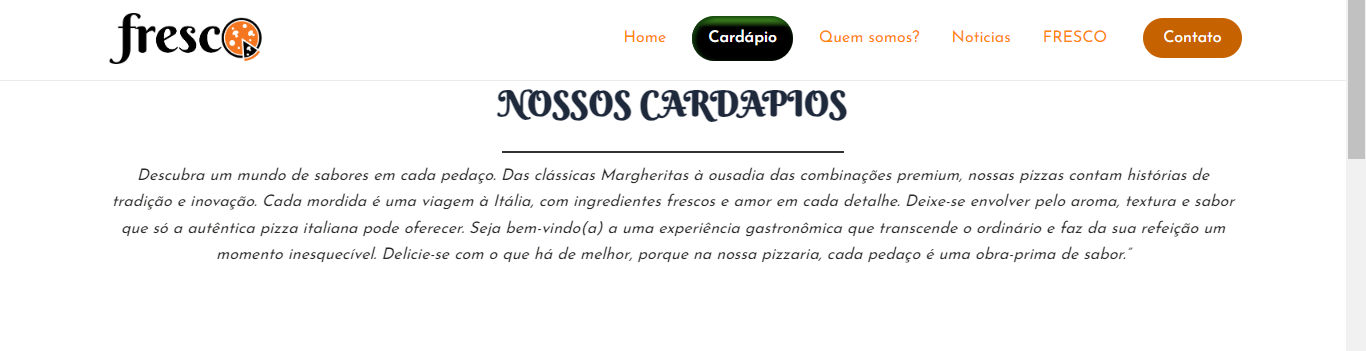 fresco
Home Cardápio Quem somos? Noticias FRESCO Contato
NOSSOS CARDAPIOS
Descubra um mundo de sabores em cada pedaço. Das clássicas Margheritas à ousadia das combinações premium, nossas pizzas contam histórias de
tradição e inovação. Cada mordida é uma viagem à Itália, com ingredientes frescos e amor em cada detalhe. Deixe-se envolver pelo aroma, textura e sabor
que só a autêntica pizza italiana pode oferecer. Seja bem-vindo(a) a uma experiência gastronômica que transcende o ordinário e faz da sua refeição um
momento inesquecível. Delicie-se com o que há de melhor, porque na nossa pizzaria, cada pedaço é uma obra-prima de sabor.”